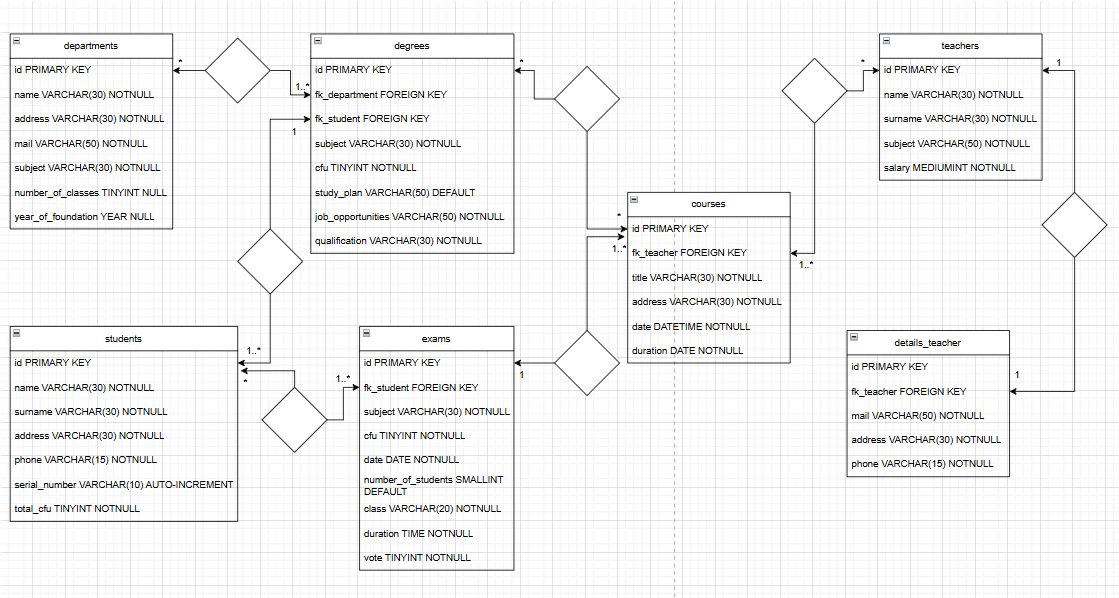 departments
id PRIMARY KEY
name VARCHAR(30) NOTNULL
address VARCHAR(30) NOTNULL
mail VARCHAR(50) NOTNULL
subject VARCHAR(30) NOTNULL
number_of_classes TINYINT NULL
year_of_foundation YEAR NULL
*
1..*
degrees
id PRIMARY KEY
fk_department FOREIGN KEY
fk_student FOREIGN KEY
subject VARCHAR(30) NOTNULL
cfu TINYINT NOTNULL
study_plan VARCHAR(50) DEFAULT
job_opportunities VARCHAR(50) NOTNULL
qualification VARCHAR(30) NOTNULL
1
*
*
1..*
courses
id PRIMARY KEY
fk_teacher FOREIGN KEY
title VARCHAR(30) NOTNULL
address VARCHAR(30) NOTNULL
date DATETIME NOTNULL
duration DATE NOTNULL
*
1..*
teachers
id PRIMARY KEY
name VARCHAR(30) NOTNULL
surname VARCHAR(30) NOTNULL
subject VARCHAR(50) NOTNULL
salary MEDIUMINT NOTNULL
1
students
id PRIMARY KEY
name VARCHAR(30) NOTNULL
surname VARCHAR(30) NOTNULL
address VARCHAR(30) NOTNULL
phone VARCHAR(15) NOTNULL
serial_number VARCHAR(10) AUTO-INCREMENT
total_cfu TINYINT NOTNULL
1..*
*
1..*
exams
id PRIMARY KEY
fk_student FOREIGN KEY
subject VARCHAR(30) NOTNULL
cfu TINYINT NOTNULL
date DATE NOTNULL
number_of_students SMALLINT
DEFAULT
class VARCHAR(20) NOTNULL
duration TIME NOTNULL
vote TINYINT NOTNULL
1
details_teacher
id PRIMARY KEY
fk_teacher FOREIGN KEY
mail VARCHAR(50) NOTNULL
address VARCHAR(30) NOTNULL
phone VARCHAR(15) NOTNULL
1